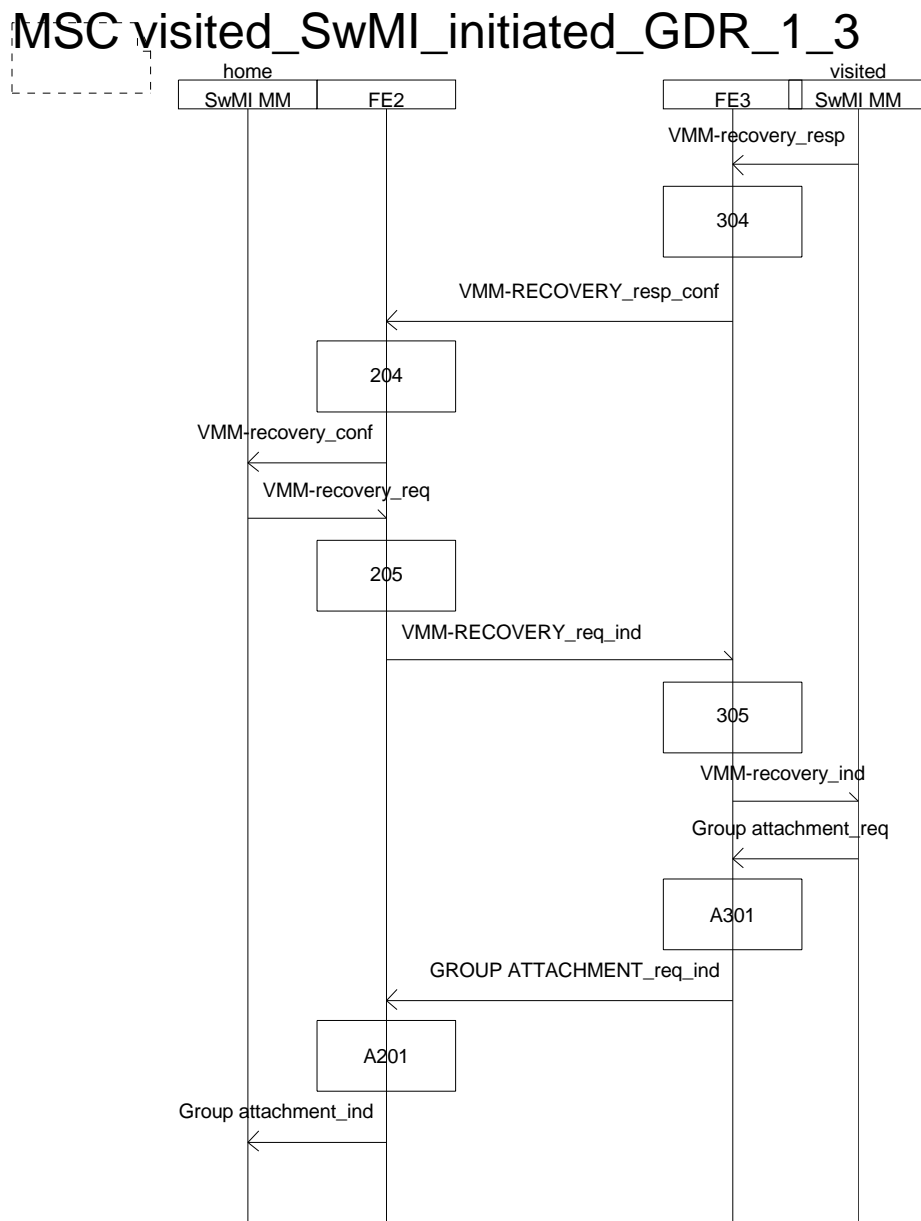 MSC visited_SwMI_initiated_GDR_1_3
home
visited
SwMI MM
FE2
FE3
SwMI MM
VMM-recovery_resp
304
VMM-RECOVERY_resp_conf
204
VMM-recovery_conf
VMM-recovery_req
205
VMM-RECOVERY_req_ind
305
VMM-recovery_ind
Group attachment_req
A301
GROUP ATTACHMENT_req_ind
A201
Group attachment_ind